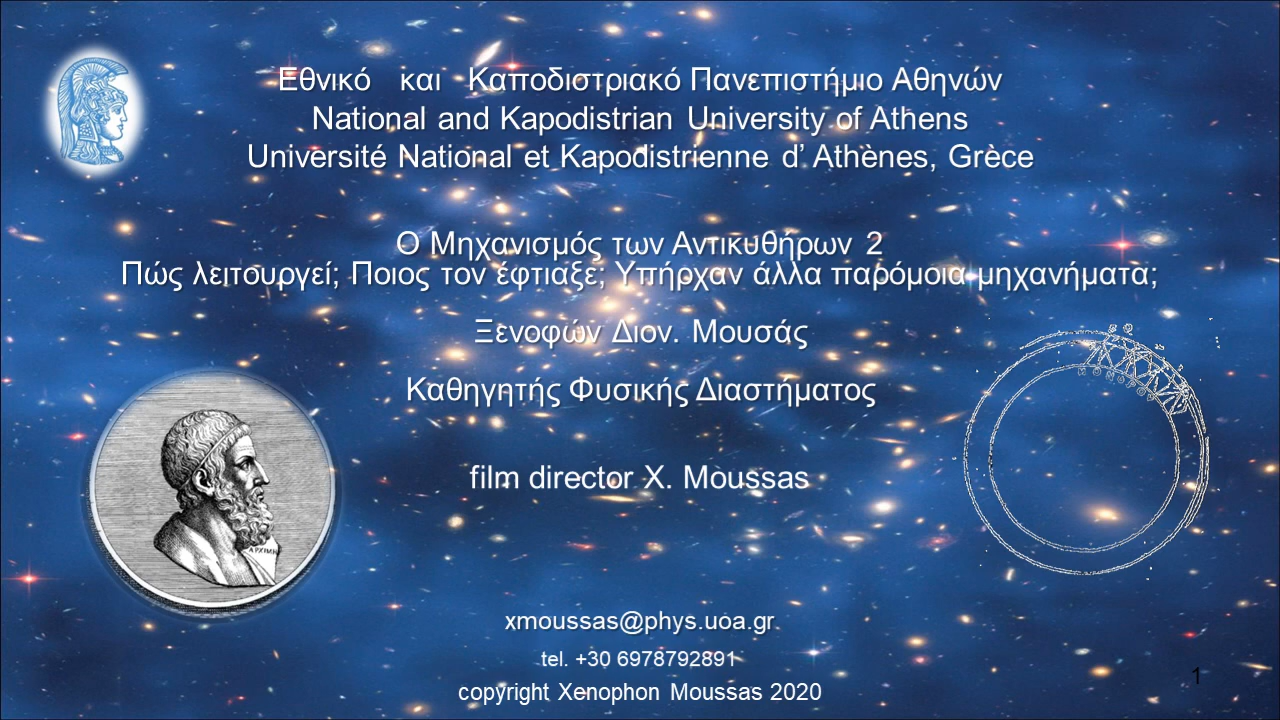 Εθνικό και Καποδιστριακό Πανεπιστήμιο Αθηνών
National and Kapodistrian University of Athens
Université National et Kapodistrienne d’ Athènes, Grèce
Ο Μηχανισμός των Αντικυθήρων 2
Πώς λειτουργεί; Ποιος τον έφτιαξε; Υπήρχαν άλλα παρόμοια μηχανήματα;
Ξενοφών Διον. Μουσάς
Καθηγητής Φυσικής Διαστήματος
film director X. Moussas
ΑΡΧΙΜΗ
xmoussas@phys.uoa.gr
tel. +30 6978792891
copyright Xenophon Moussas 2020
1